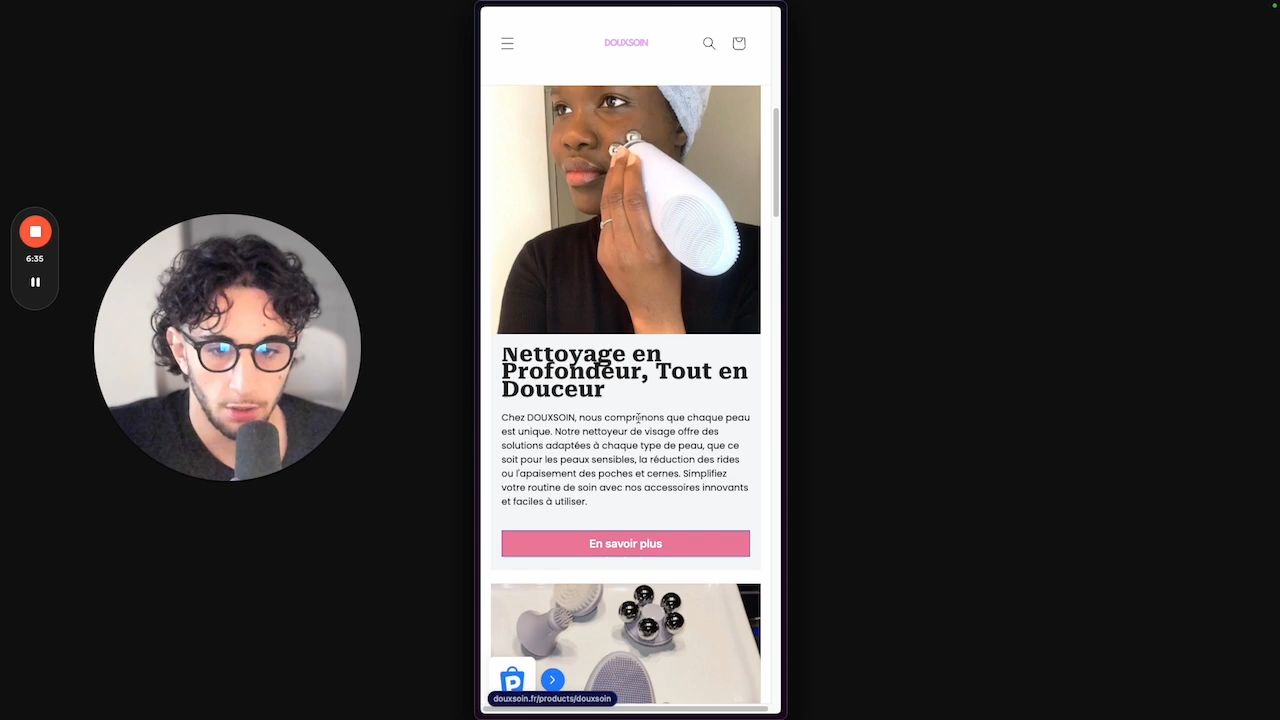 DOUXSOIN
6:35
Nettoyage en
Profondeur, Tout en
Douceur
Chez DOUXSOIN, nous comprenons que chaque peau
est unique. Notre nettoyeur de visage offre des
solutions adaptées à chaque type de peau, que ce
soit pour les peaux sensibles, la réduction des rides
ou l'apaisement des poches et cernes. Simplifiez
votre routine de soin avec nos accessoires innovants
et faciles à utiliser.
En savoir plus
douxsoin.fr/products/douxsoin